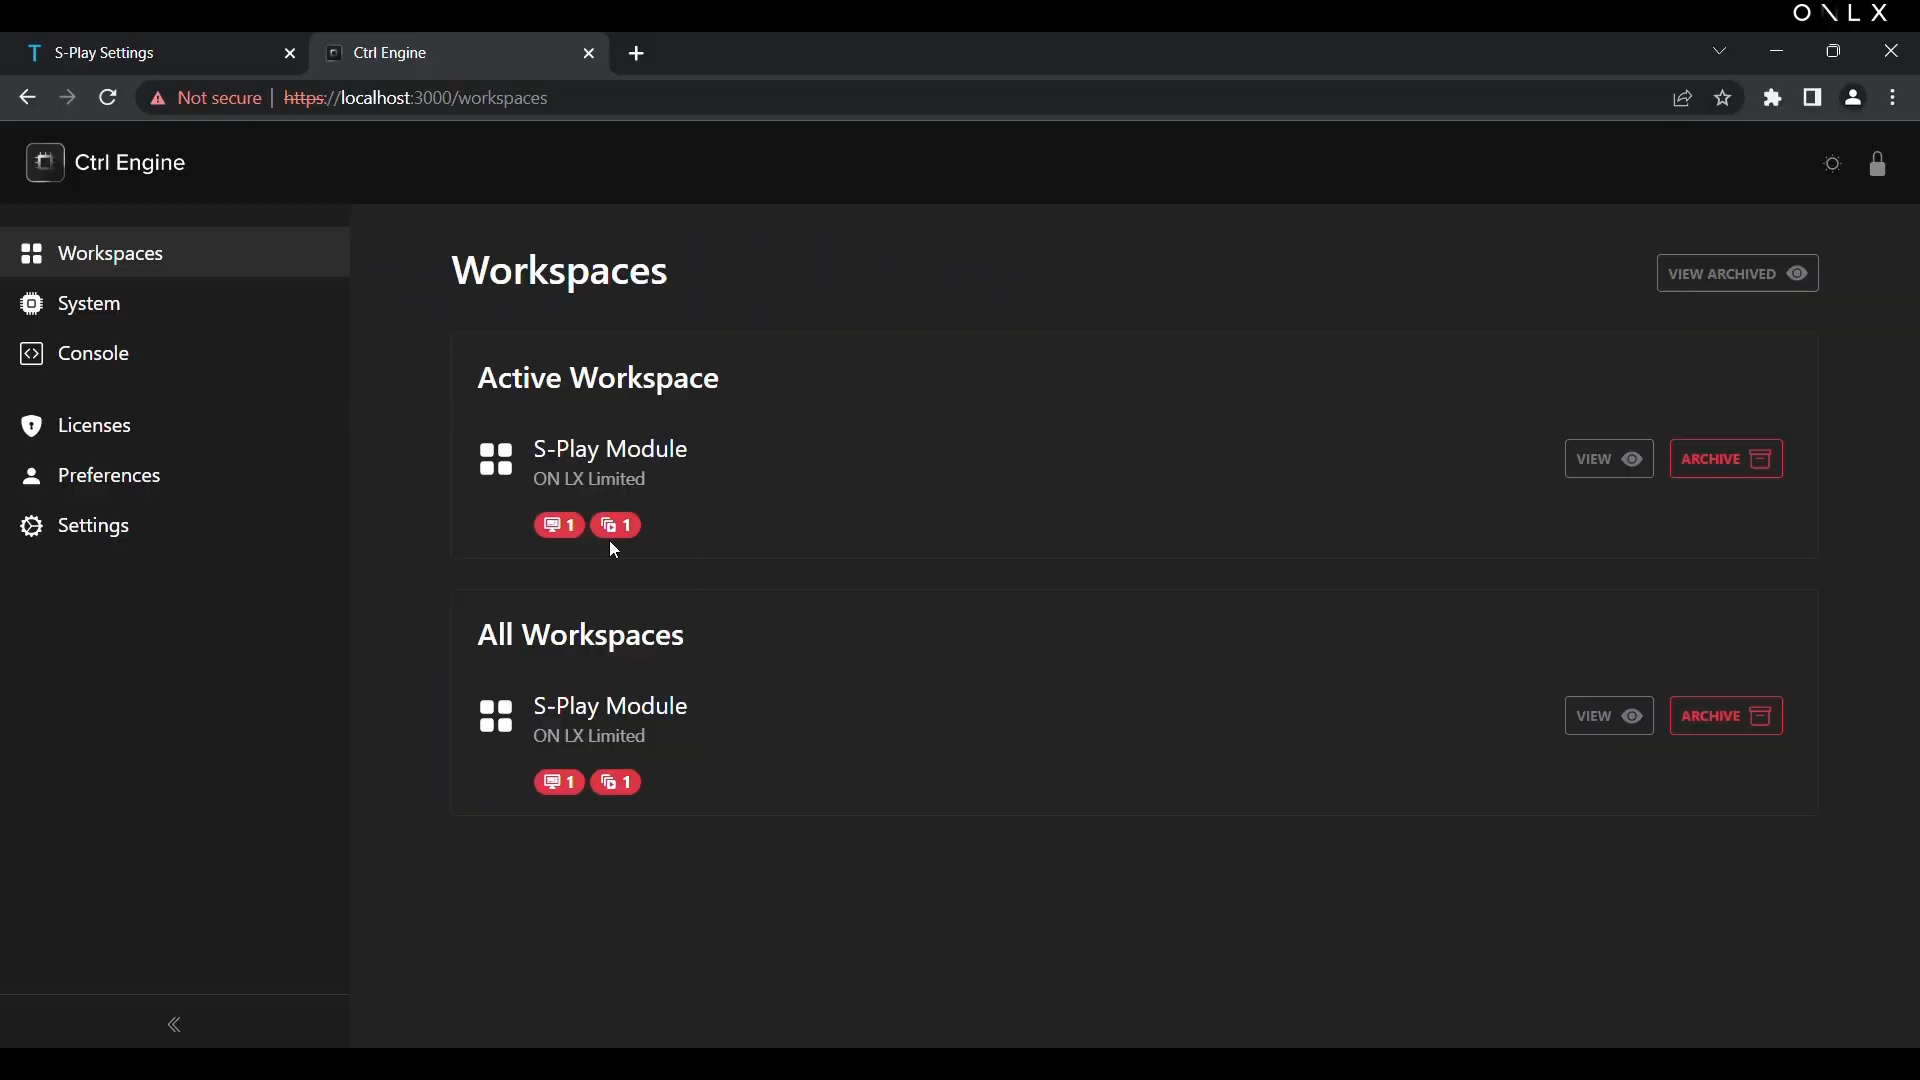 O N L X
S-Play Settings
Ctrl Engine
Not secure
https://localhost:3000/workspaces
Ctrl Engine
Workspaces
System
Console
Licenses
Preferences
Settings
Workspaces
VIEW ARCHIVED
Active Workspace
S-Play Module
ON LX Limited
VIEW
ARCHIVE
1
1
All Workspaces
S-Play Module
ON LX Limited
VIEW
ARCHIVE
1
1